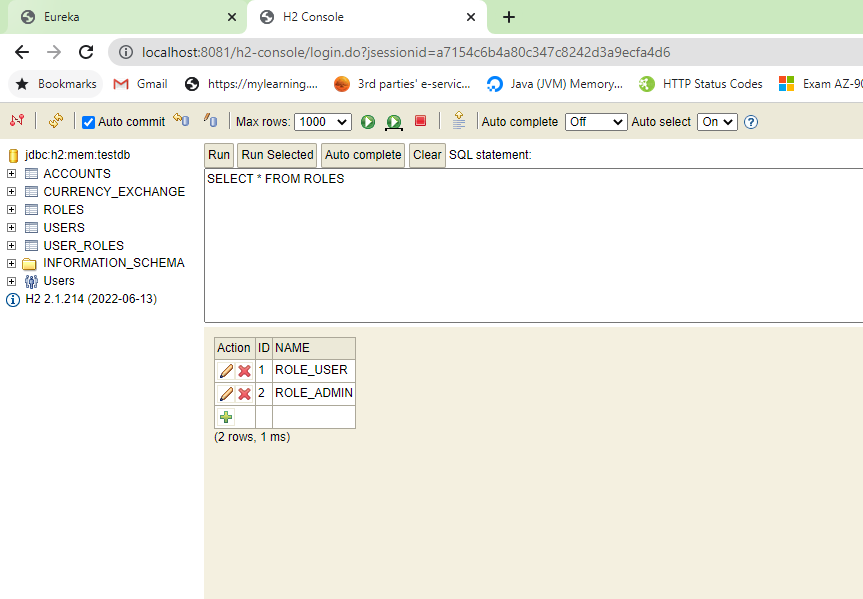 Eureka
H2 Console
localhost:8081/h2-console/login.do?jsessionid=a7154c6b4a80c347c8242d3a9ecfa4d6
Bookmarks Gmail https://mylearning.... 3rd parties' e-servic... Java (JVM) Memory... HTTP Status Codes Exam AZ-90
Auto commit Max rows: 1000 Auto complete Off Auto select On ?
jdbc:h2:mem:testdb
ACCOUNTS
CURRENCY_EXCHANGE
ROLES
USERS
USER_ROLES
INFORMATION_SCHEMA
Users
H2 2.1.214 (2022-06-13)
Run Run Selected Auto complete Clear SQL statement:
SELECT * FROM ROLES
Action ID NAME
1 ROLE_USER
2 ROLE_ADMIN
(2 rows, 1 ms)